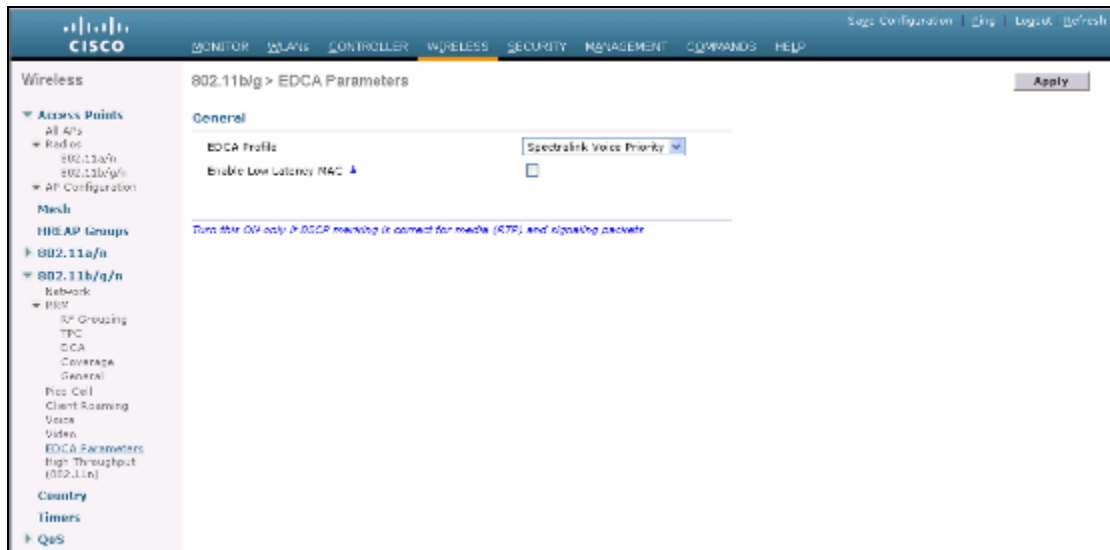 Save Configuration | Ping | Logout | Refresh
CISCO
MONITOR WLANs CONTROLLER WIRELESS SECURITY MANAGEMENT COMMANDS HELP
Wireless
802.11b/g > EDCA Parameters
Apply
Access Points
All APs
Radios
802.11a/n
802.11b/g/n
AP Configuration
Mesh
HREAP Groups
802.11a/n
802.11b/g/n
Network
RRM
RF Grouping
TPC
DCA
Coverage
General
Pico Cell
Client Roaming
Voice
Video
EDCA Parameters
High Throughput
(802.11n)
Country
Timers
QoS
General
EDCA Profile
Spectralink Voice Priority
Enable Low Latency MAC
Turn this ON only if DSCP marking is correct for media (RTP) and signaling packets